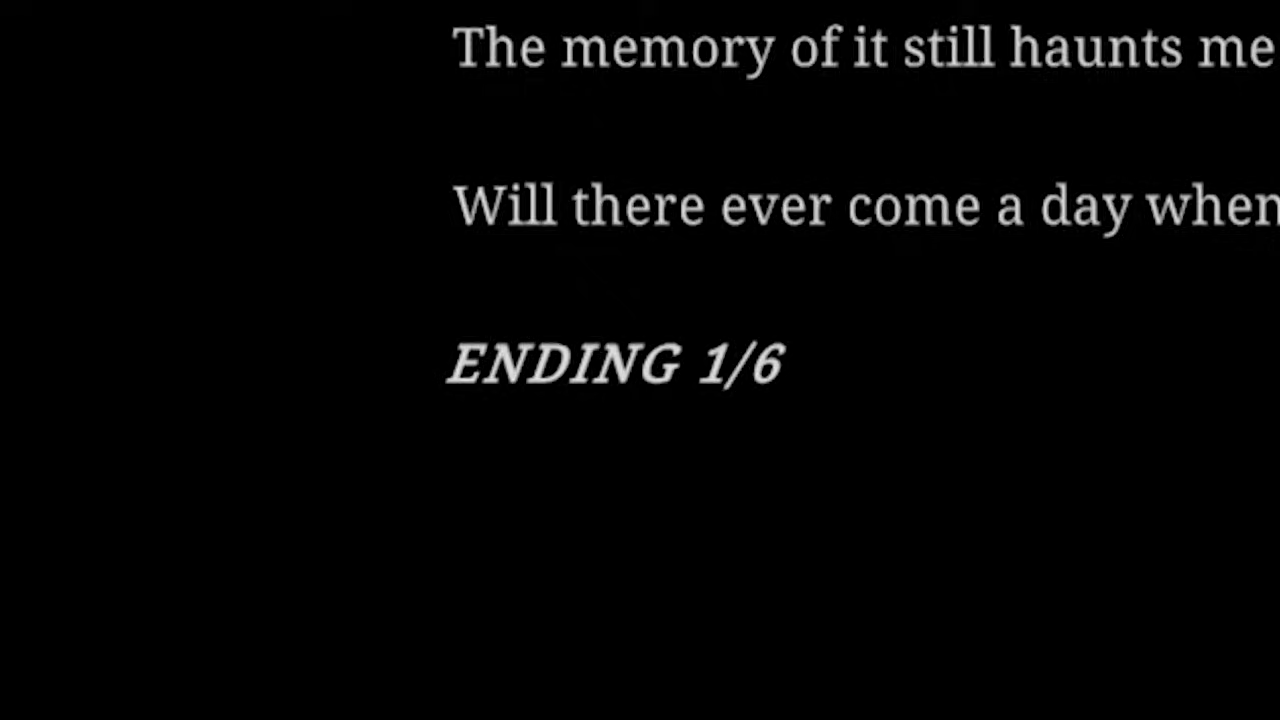 The memory of it still haunts me
Will there ever come a day when
ENDING 1/6